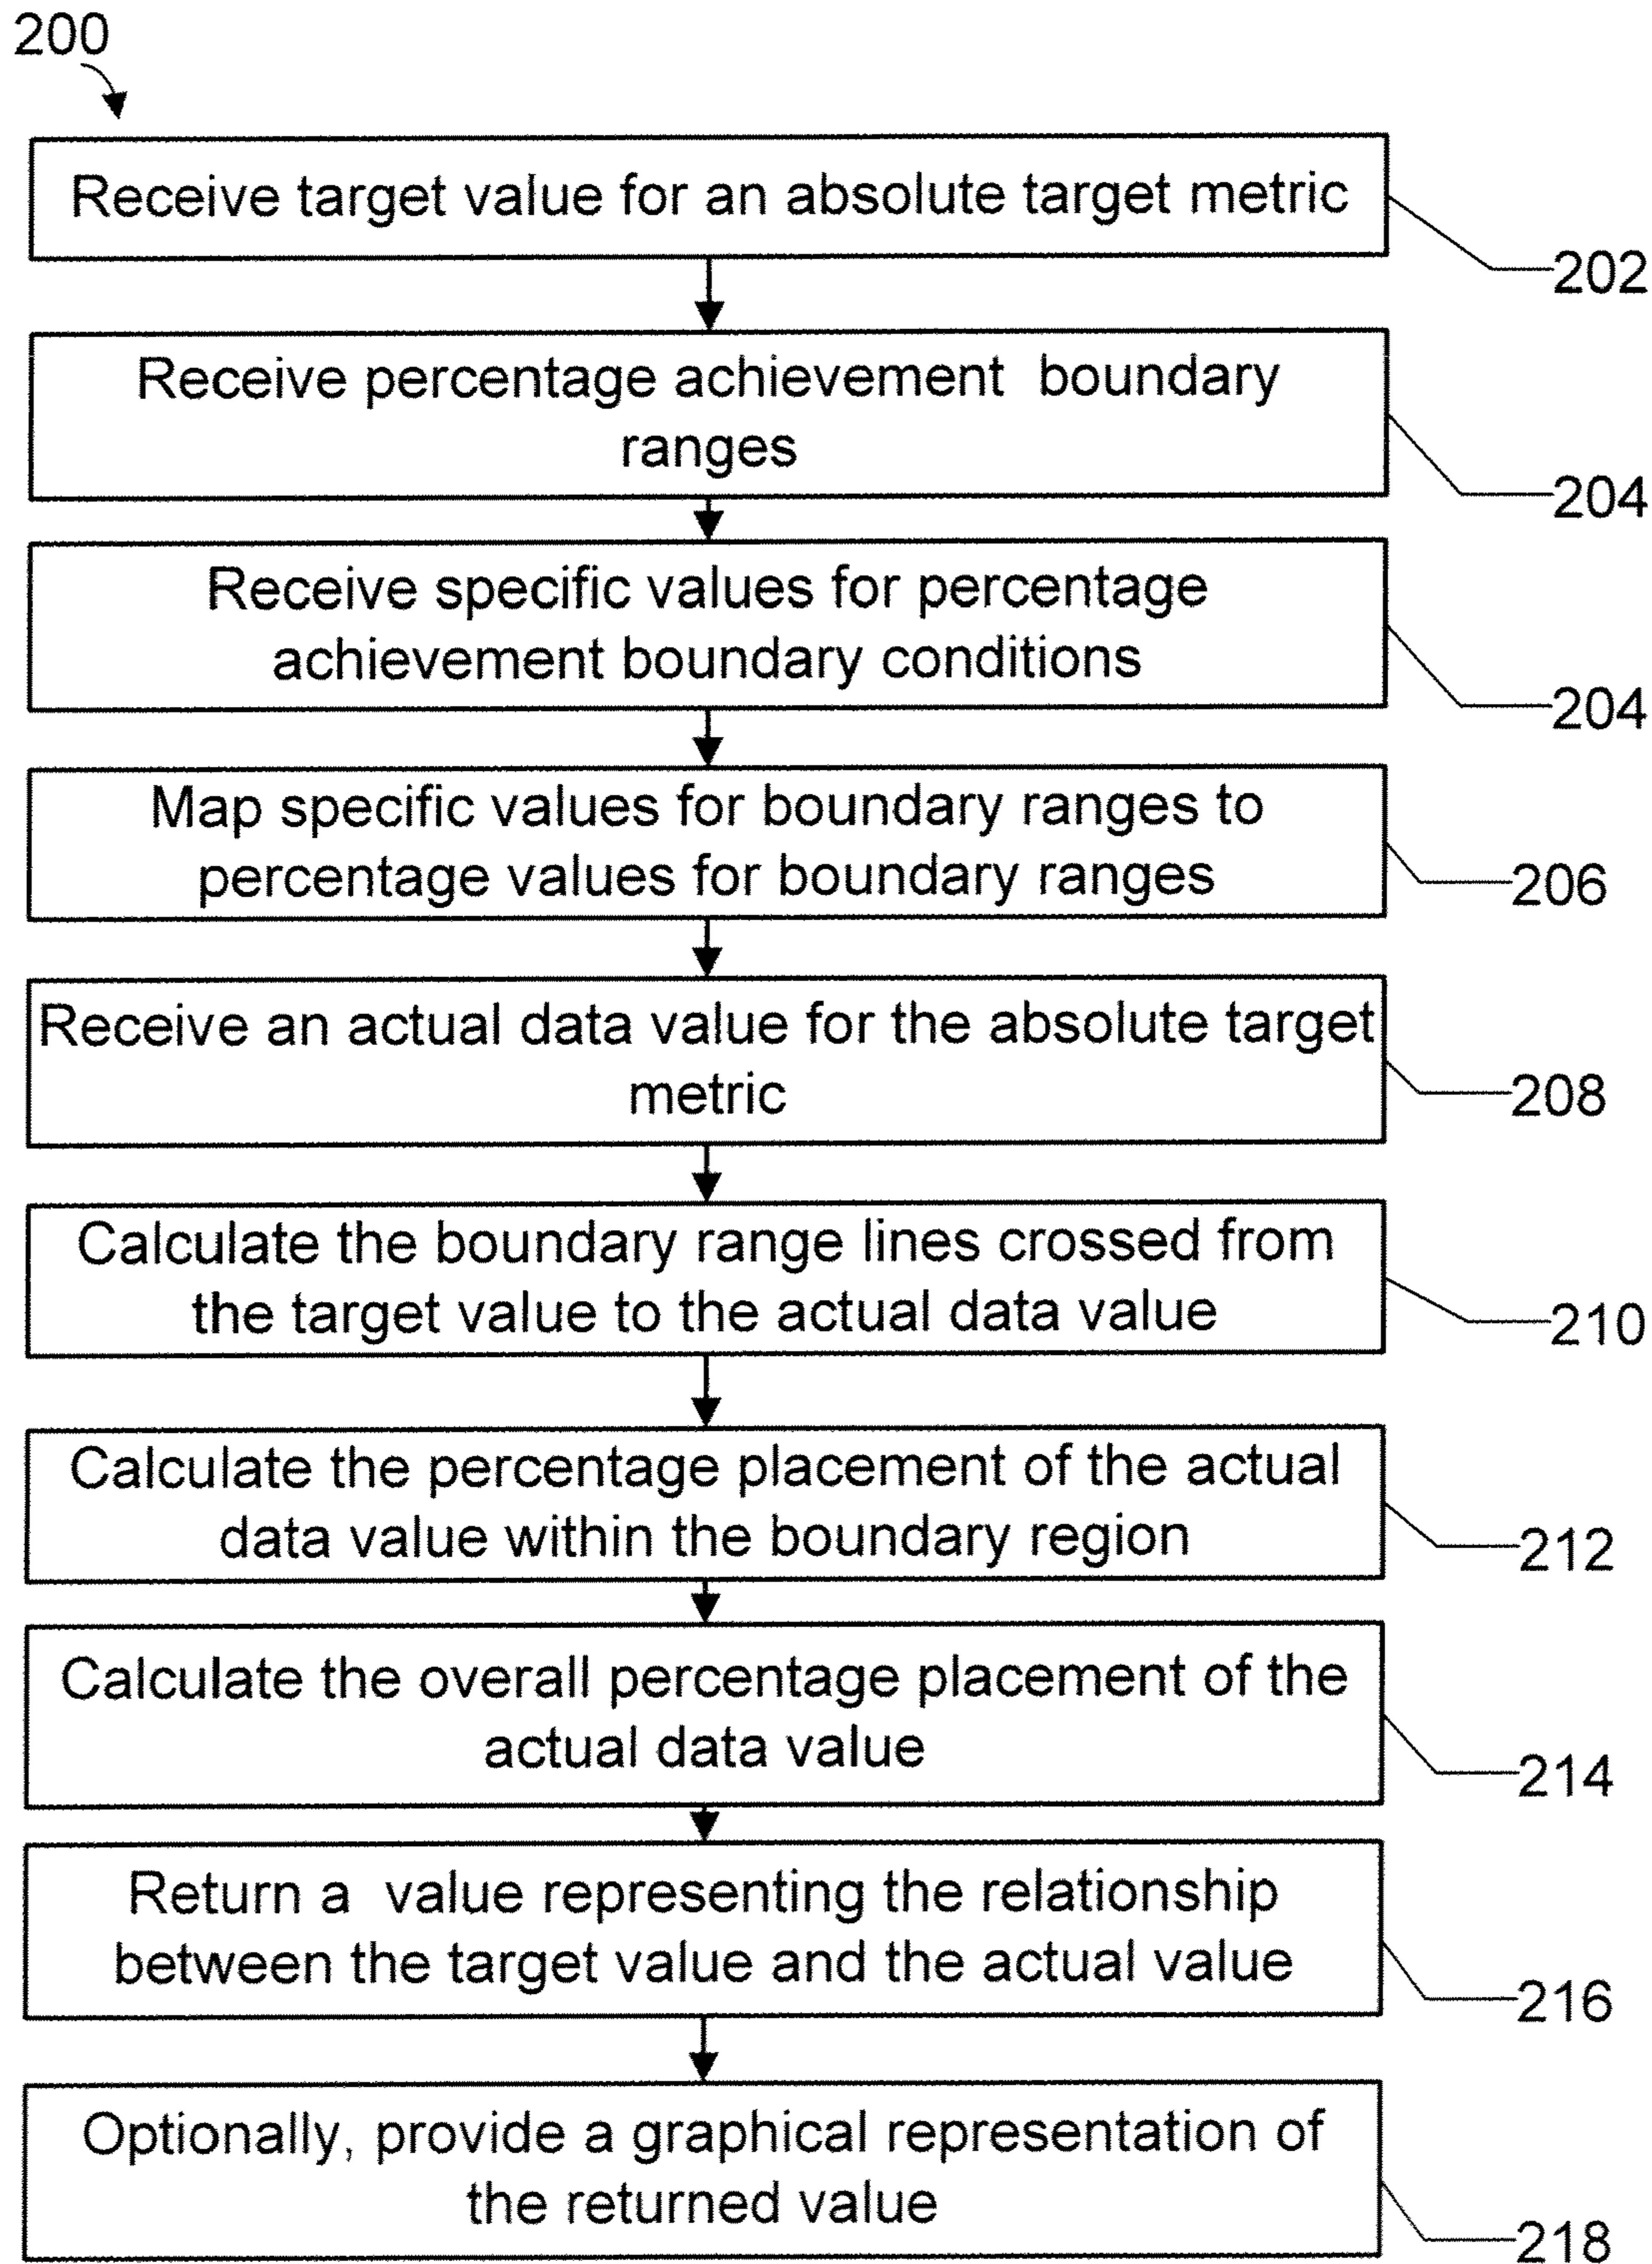 200
Receive target value for an absolute target metric
202
Receive percentage achievement boundary
ranges
204
Receive specific values for percentage
achievement boundary conditions
204
Map specific values for boundary ranges to
percentage values for boundary ranges
206
Receive an actual data value for the absolute target
metric
208
Calculate the boundary range lines crossed from
the target value to the actual data value
210
Calculate the percentage placement of the actual
data value within the boundary region
212
Calculate the overall percentage placement of the
actual data value
214
Return a value representing the relationship
between the target value and the actual value
216
Optionally, provide a graphical representation of
the returned value
218